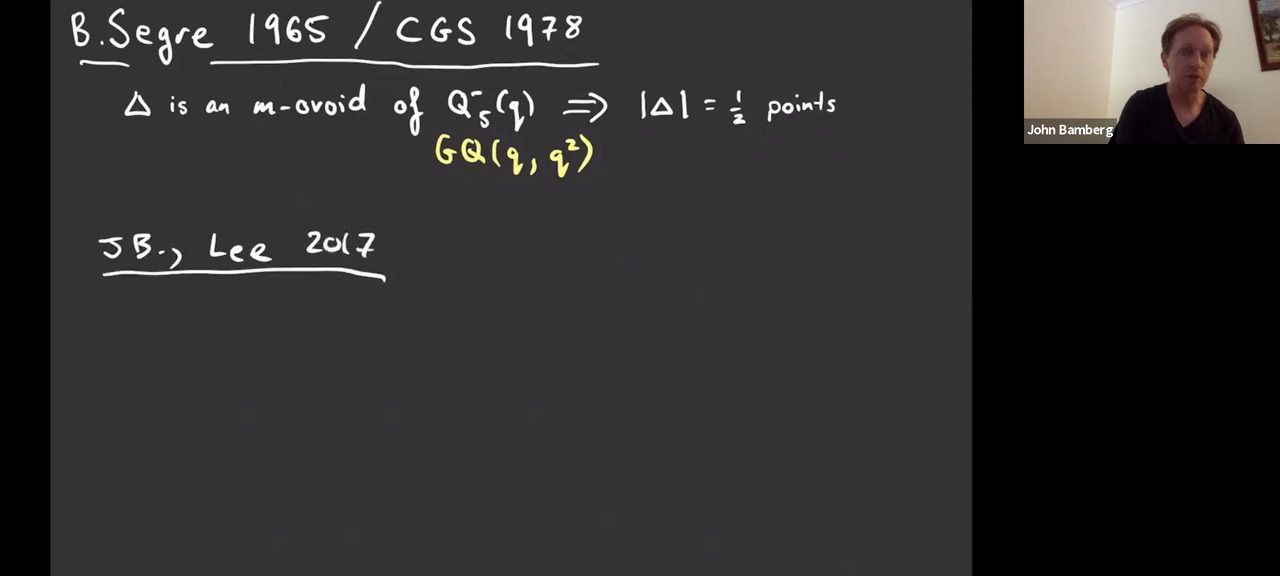 B. Segre 1965 / CGS 1978
Δ is an m-ovoid of Q⁻₅(q) ⟹ |Δ| = ½ points
GQ(q, q²)
JB., Lee 2017
John Bamberg